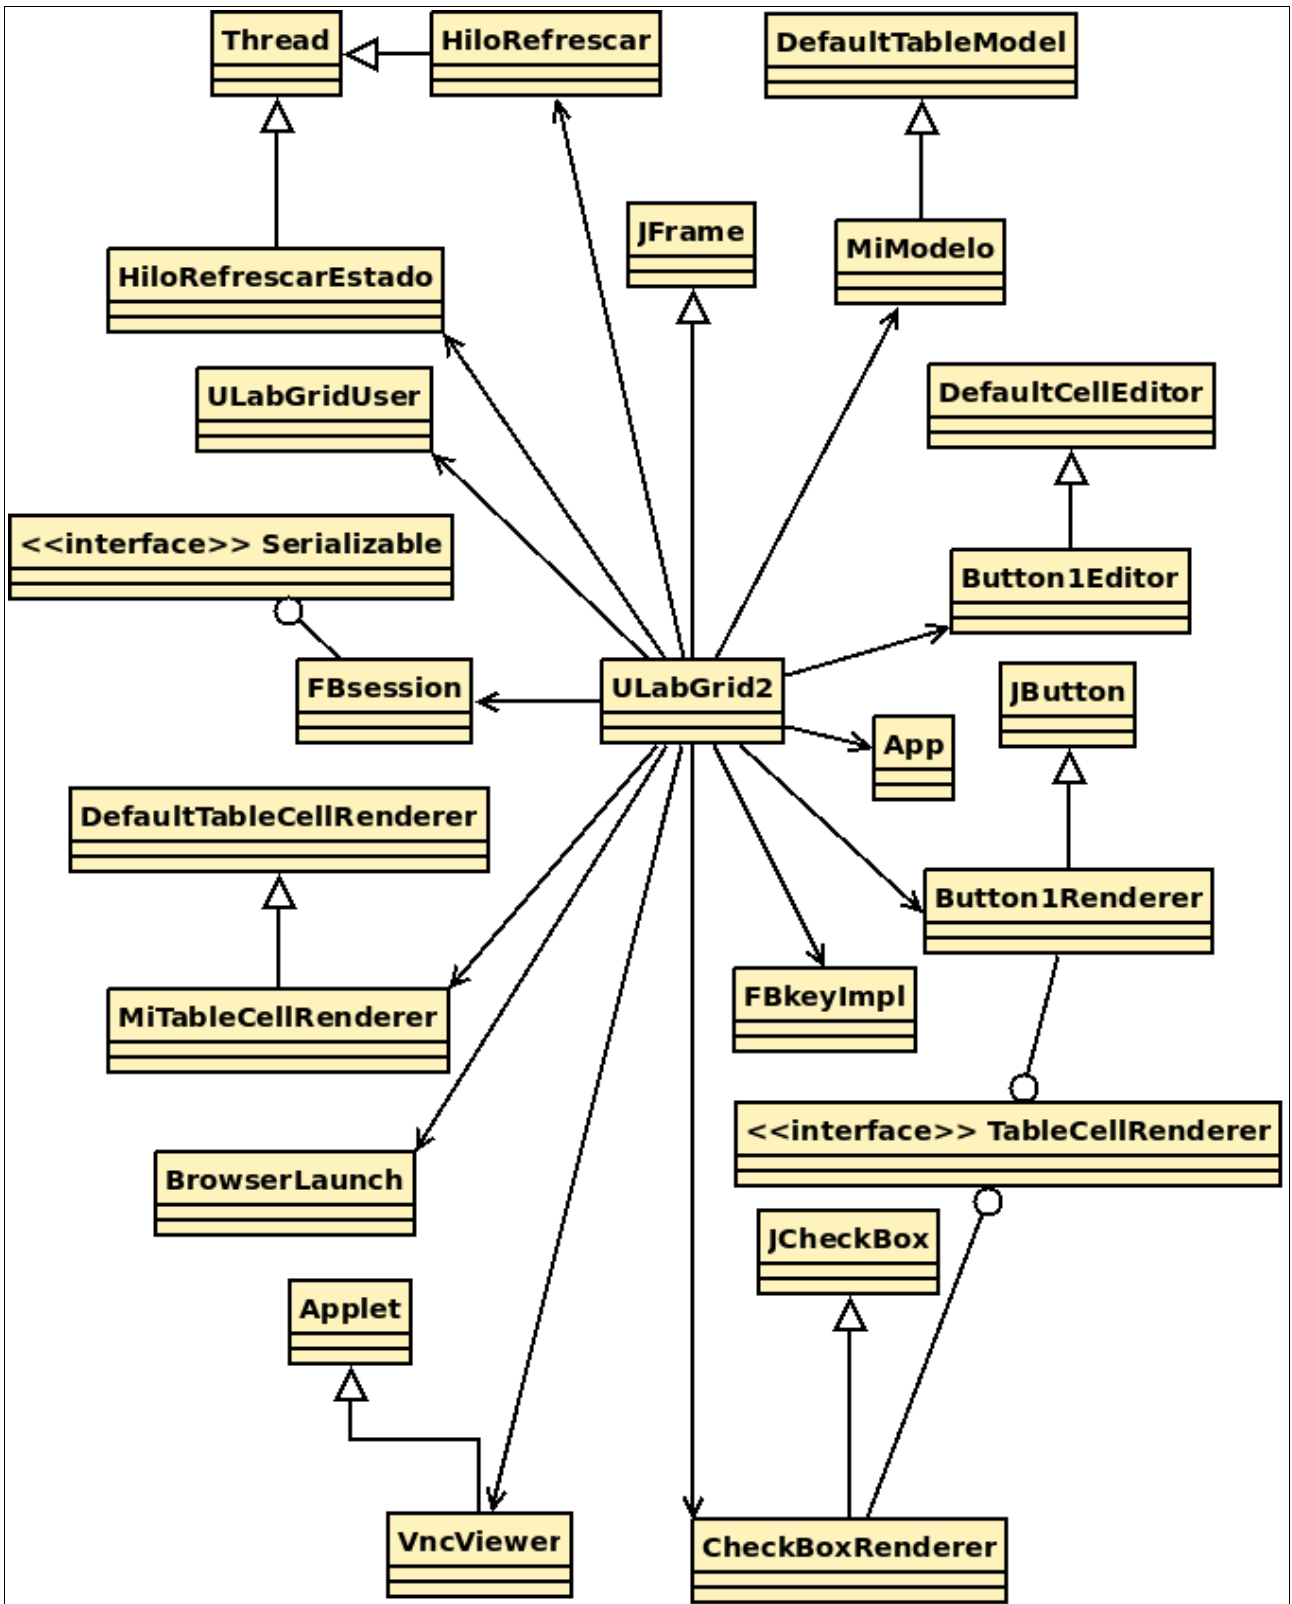 Thread
HiloRefrescar
DefaultTableModel
JFrame
MiModelo
HiloRefrescarEstado
ULabGridUser
DefaultCellEditor
<<interface>> Serializable
Button1Editor
FBsession
ULabGrid2
JButton
App
DefaultTableCellRenderer
Button1Renderer
MiTableCellRenderer
FBkeyImpl
<<interface>> TableCellRenderer
BrowserLaunch
JCheckBox
Applet
VncViewer
CheckBoxRenderer